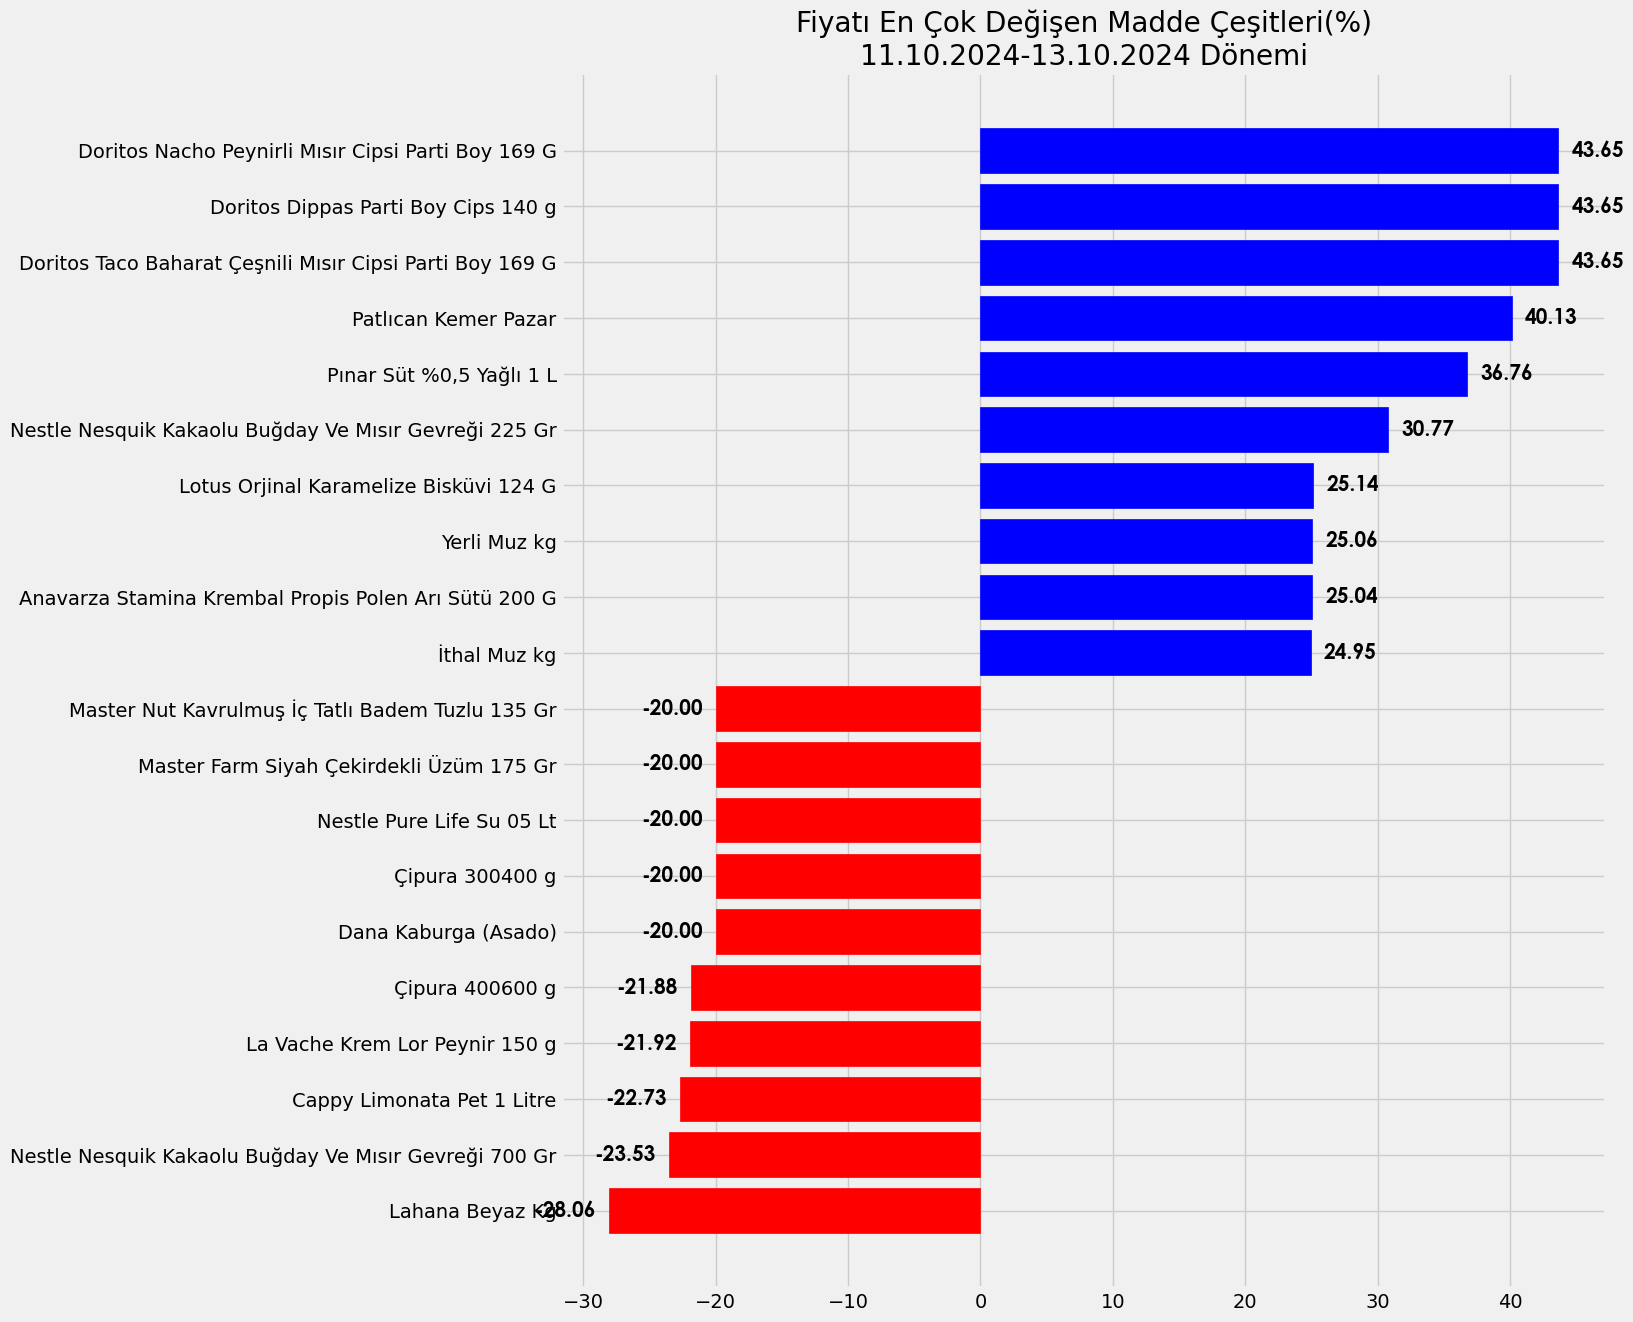 Fiyatı En Çok Değişen Madde Çeşitleri(%)
11.10.2024-13.10.2024 Dönemi
Doritos Nacho Peynirli Mısır Cipsi Parti Boy 169 G 43.65
Doritos Dippas Parti Boy Cips 140 g 43.65
Doritos Taco Baharat Çeşnili Mısır Cipsi Parti Boy 169 G 43.65
Patlıcan Kemer Pazar 40.13
Pınar Süt %0,5 Yağlı 1 L 36.76
Nestle Nesquik Kakaolu Buğday Ve Mısır Gevreği 225 Gr 30.77
Lotus Orjinal Karamelize Bisküvi 124 G 25.14
Yerli Muz kg 25.06
Anavarza Stamina Krembal Propis Polen Arı Sütü 200 G 25.04
İthal Muz kg 24.95
Master Nut Kavrulmuş İç Tatlı Badem Tuzlu 135 Gr -20.00
Master Farm Siyah Çekirdekli Üzüm 175 Gr -20.00
Nestle Pure Life Su 05 Lt -20.00
Çipura 300400 g -20.00
Dana Kaburga (Asado) -20.00
Çipura 400600 g -21.88
La Vache Krem Lor Peynir 150 g -21.92
Cappy Limonata Pet 1 Litre -22.73
Nestle Nesquik Kakaolu Buğday Ve Mısır Gevreği 700 Gr -23.53
Lahana Beyaz Kg -28.06
−30 −20 −10 0 10 20 30 40